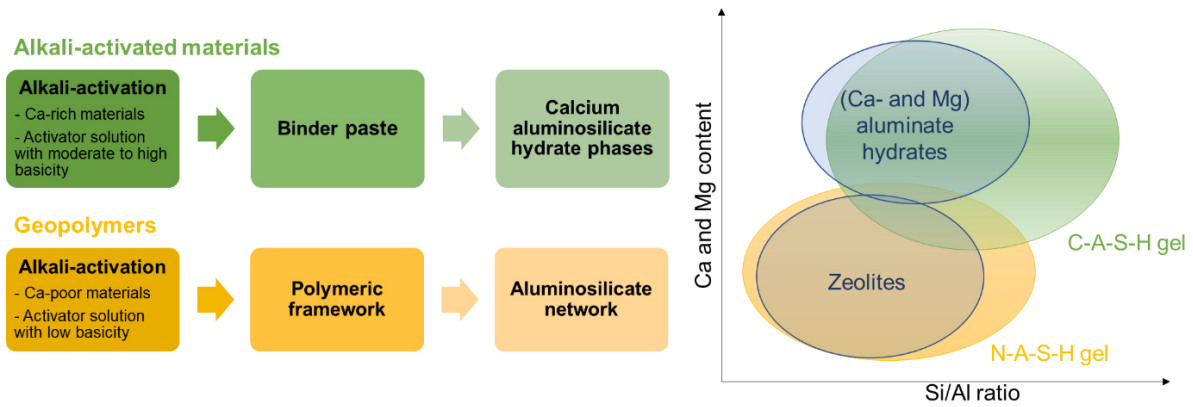 Alkali-activated materials
Alkali-activation
- Ca-rich materials
- Activator solution
with moderate to high
basicity
Binder paste
Calcium
aluminosilicate
hydrate phases
Geopolymers
Alkali-activation
- Ca-poor materials
- Activator solution
with low basicity
Polymeric
framework
Aluminosilicate
network
Ca and Mg content
(Ca- and Mg)
aluminate
hydrates
C-A-S-H gel
Zeolites
N-A-S-H gel
Si/Al ratio